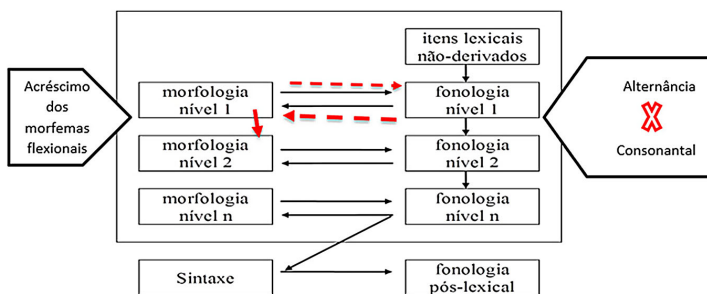 itens lexicais
não-derivados
Acréscimo
dos
morfemas
flexionais
morfologia
nível 1
fonologia
nível 1
Alternância
X
Consonantal
morfologia
nível 2
fonologia
nível 2
morfologia
nível n
fonologia
nível n
Sintaxe
fonologia
pós-lexical